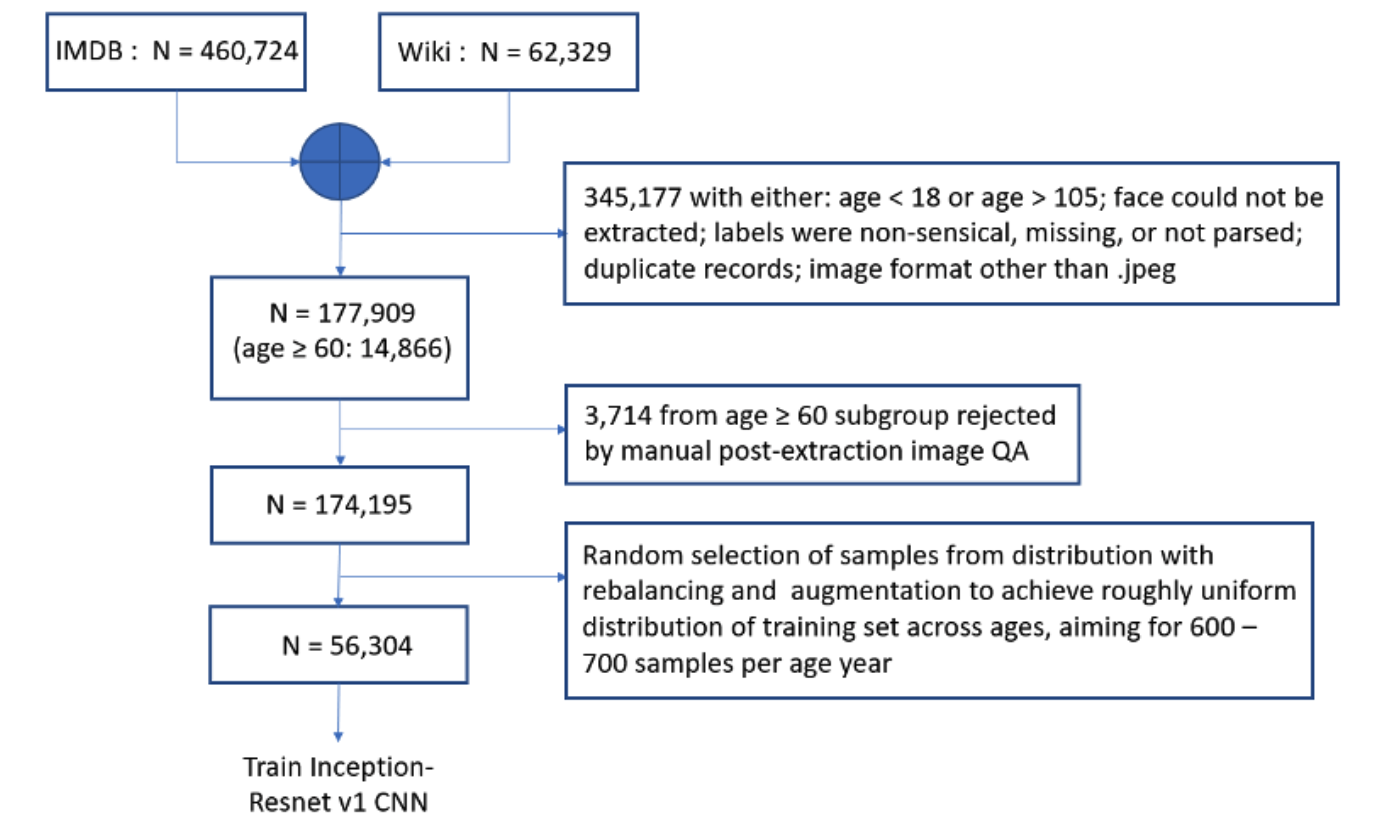 IMDB :  N = 460,724
Wiki :  N = 62,329
345,177 with either: age < 18 or age > 105; face could not be
extracted; labels were non-sensical, missing, or not parsed;
duplicate records; image format other than .jpeg
N = 177,909
(age ≥ 60: 14,866)
3,714 from age ≥ 60 subgroup rejected
by manual post-extraction image QA
N = 174,195
Random selection of samples from distribution with
rebalancing and  augmentation to achieve roughly uniform
distribution of training set across ages, aiming for 600 –
700 samples per age year
N = 56,304
Train Inception-
Resnet v1 CNN